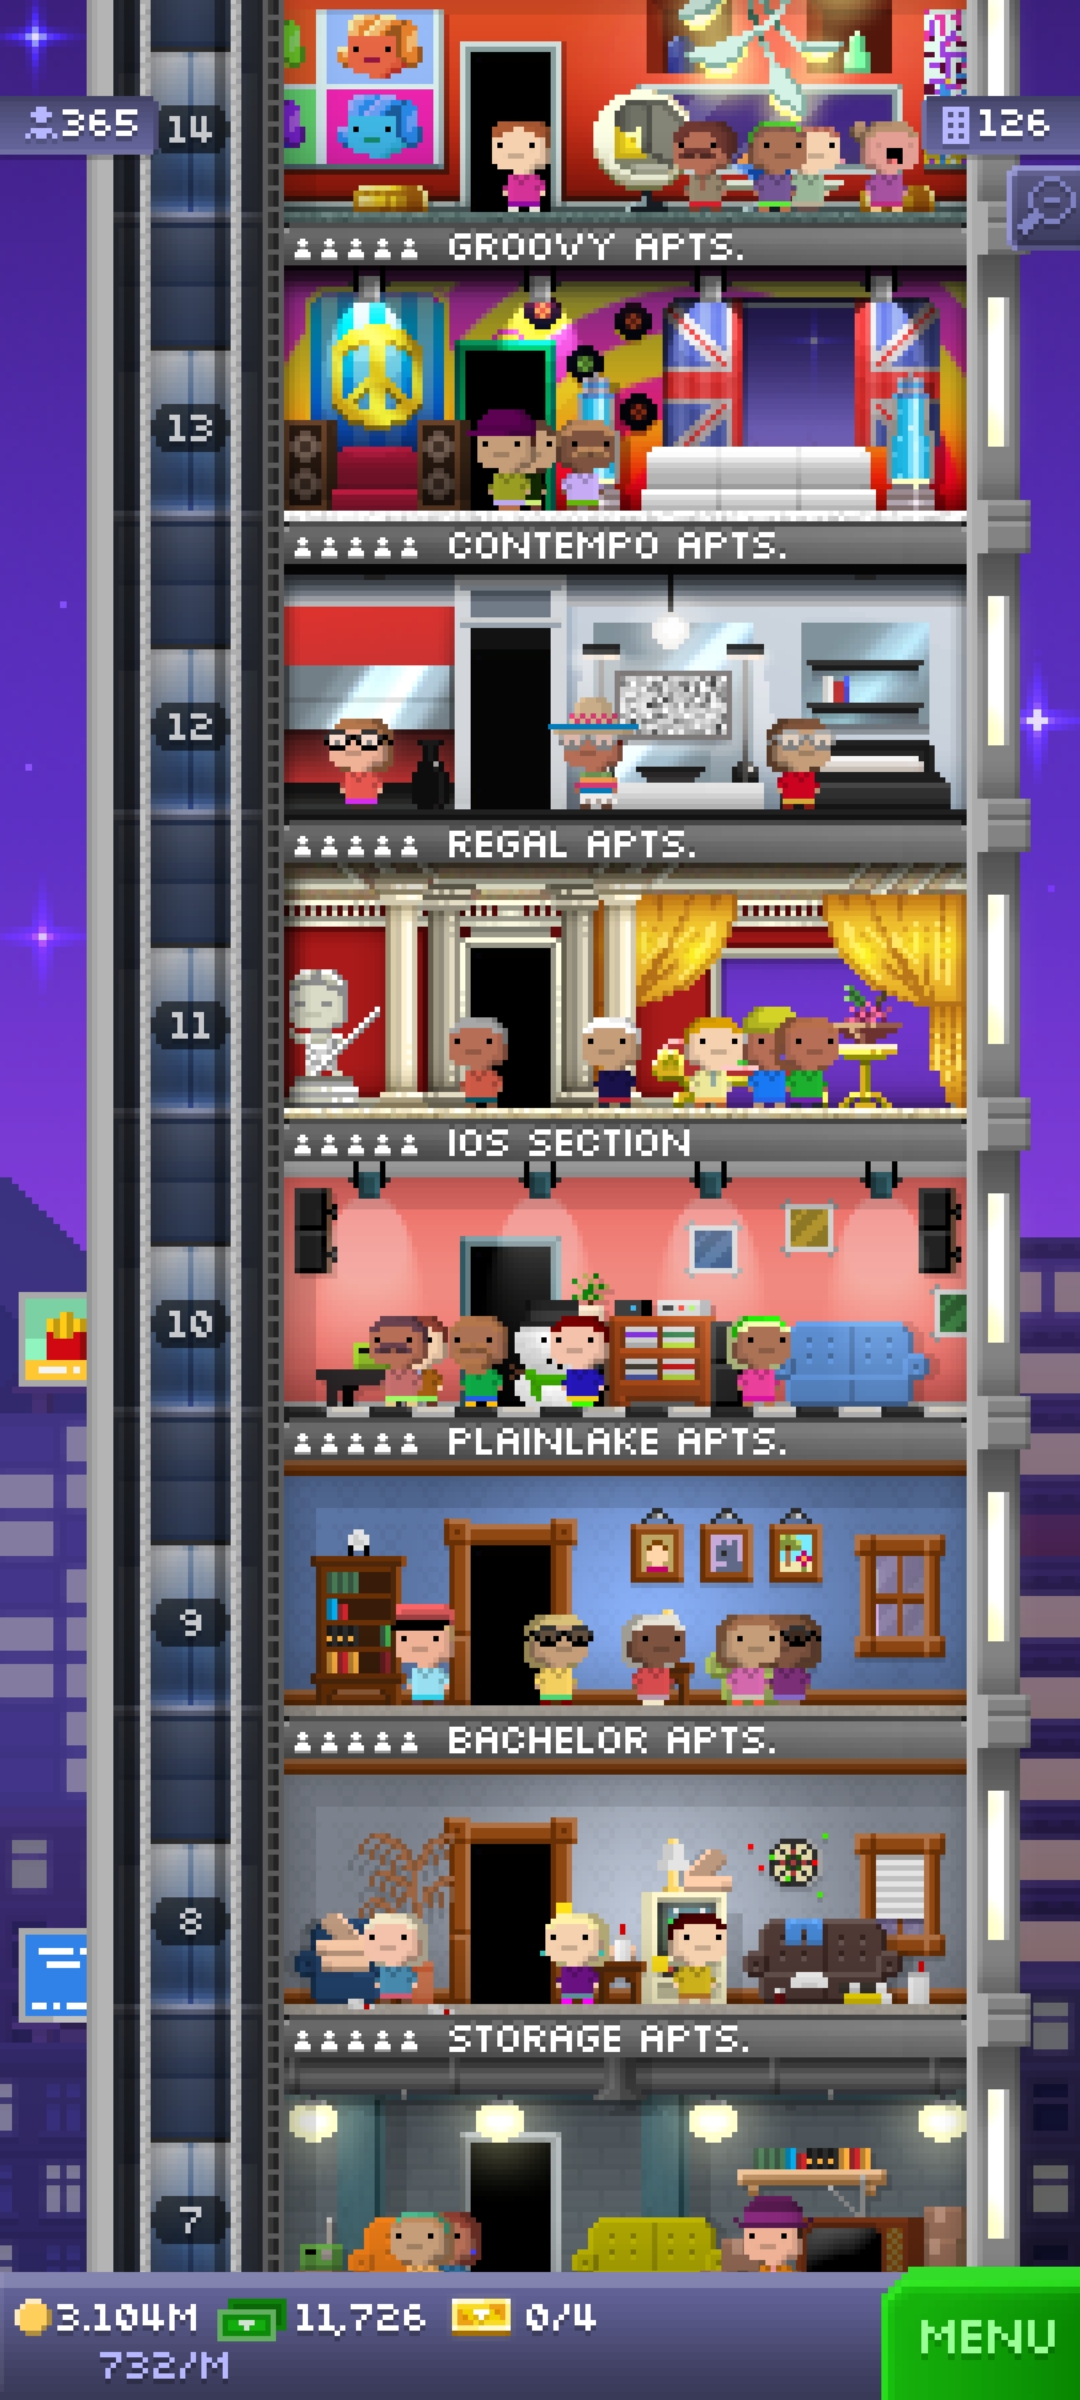 365
14
126
GROOVY APTS.
13
CONTEMPO APTS.
12
REGAL APTS.
11
IOS SECTION
10
PLAINLAKE APTS.
9
BACHELOR APTS.
8
STORAGE APTS.
7
3.104M 11,726 0/4
732/M
MENU